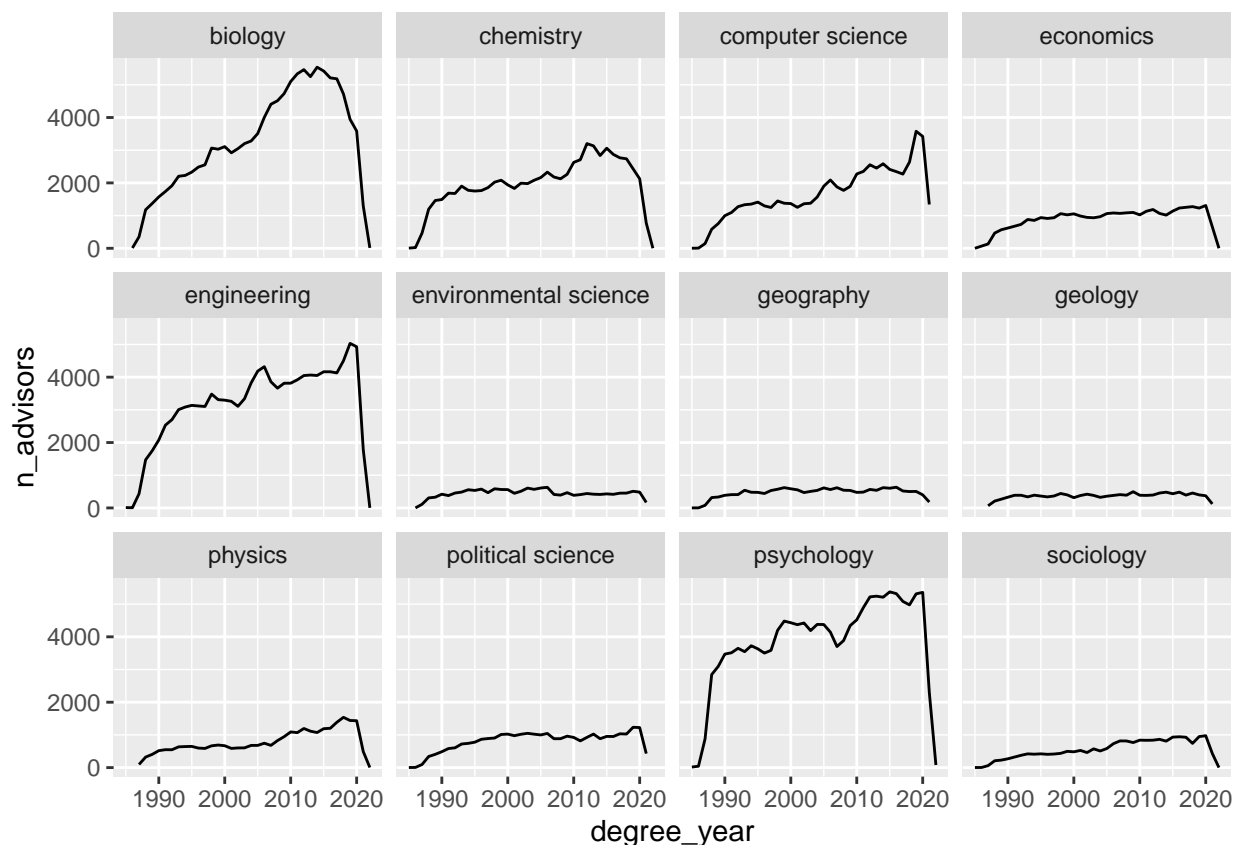 biology chemistry computer science economics
4000
2000
0
engineering environmental science geography geology
4000
2000
0
physics political science psychology sociology
4000
2000
0
1990 2000 2010 2020 1990 2000 2010 2020 1990 2000 2010 2020 1990 2000 2010 2020
degree_year
n_advisors